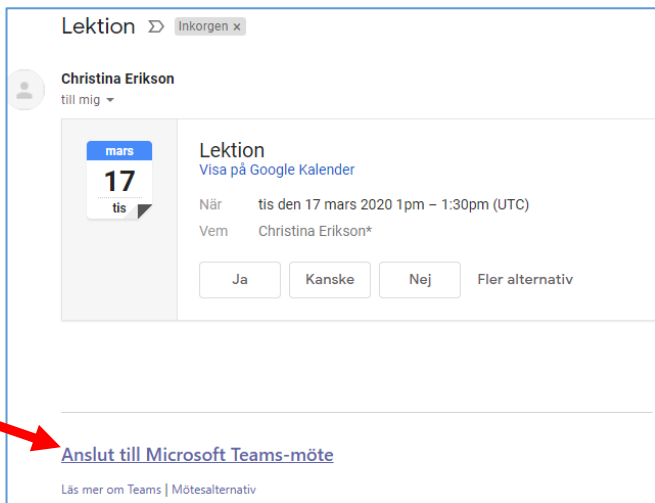 Lektion Inkorgen x
Christina Erikson
till mig
mars
17
tis
Lektion
Visa på Google Kalender
När tis den 17 mars 2020 1pm – 1:30pm (UTC)
Vem Christina Erikson*
Ja Kanske Nej Fler alternativ
Anslut till Microsoft Teams-möte
Läs mer om Teams | Mötesalternativ